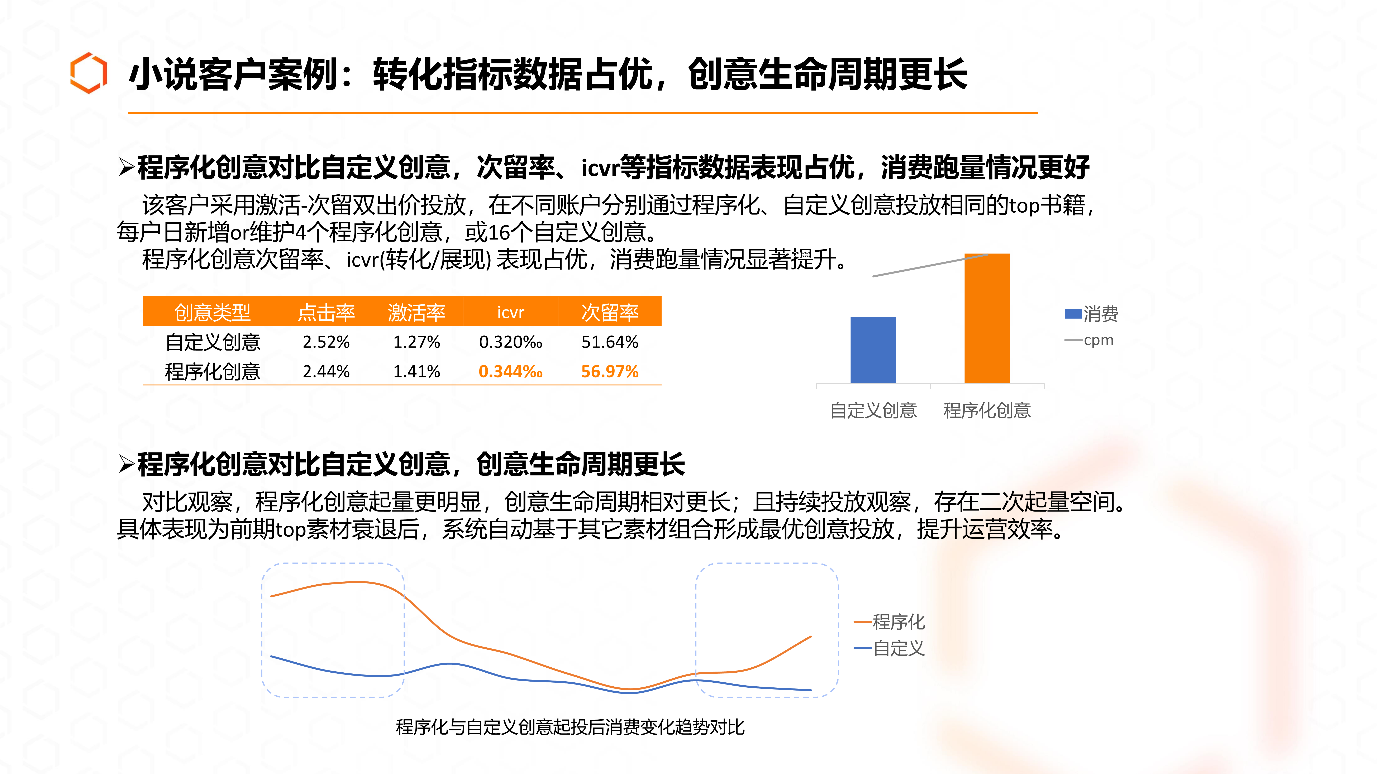 小说客户案例：转化指标数据占优，创意生命周期更长
➢程序化创意对比自定义创意，次留率、icvr等指标数据表现占优，消费跑量情况更好
该客户采用激活-次留双出价投放，在不同账户分别通过程序化、自定义创意投放相同的top书籍，
每户日新增or维护4个程序化创意，或16个自定义创意。
程序化创意次留率、icvr(转化/展现) 表现占优，消费跑量情况显著提升。
创意类型 点击率 激活率 icvr 次留率
自定义创意 2.52% 1.27% 0.320‰ 51.64%
程序化创意 2.44% 1.41% 0.344‰ 56.97%
消费
cpm
自定义创意 程序化创意
➢程序化创意对比自定义创意，创意生命周期更长
对比观察，程序化创意起量更明显，创意生命周期相对更长；且持续投放观察，存在二次起量空间。
具体表现为前期top素材衰退后，系统自动基于其它素材组合形成最优创意投放，提升运营效率。
程序化
自定义
程序化与自定义创意起投后消费变化趋势对比